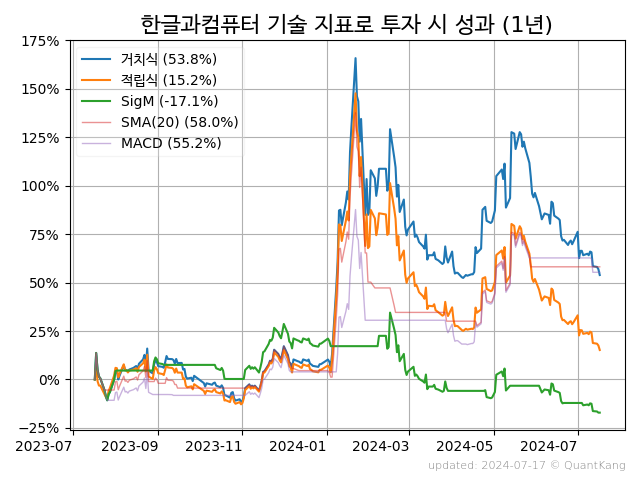 한글과컴퓨터 기술 지표로 투자 시 성과 (1년)
175%
150%
125%
100%
75%
50%
25%
0%
−25%
거치식 (53.8%)
적립식 (15.2%)
SigM (-17.1%)
SMA(20) (58.0%)
MACD (55.2%)
2023-07 2023-09 2023-11 2024-01 2024-03 2024-05 2024-07
updated: 2024-07-17 © QuantKang